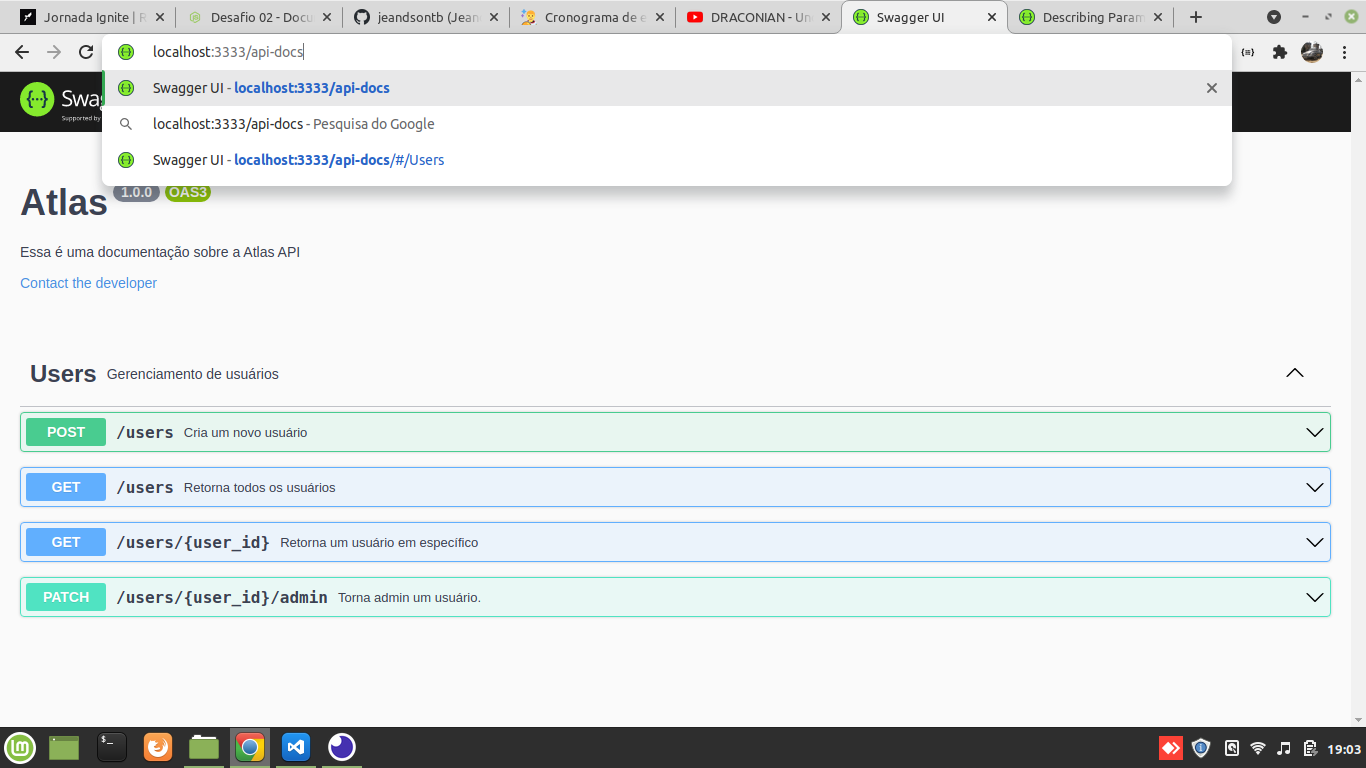 Jornada Ignite | R
Desafio 02 - Docu
jeandsontb (Jean
Cronograma de e
DRACONIAN - Un
Swagger UI
Describing Param
localhost:3333/api-docs
Swagger UI - localhost:3333/api-docs
localhost:3333/api-docs - Pesquisa do Google
Swagger UI - localhost:3333/api-docs/#/Users
Swag
Supported by
Atlas 1.0.0 OAS3
Essa é uma documentação sobre a Atlas API
Contact the developer
Users Gerenciamento de usuários
POST /users Cria um novo usuário
GET /users Retorna todos os usuários
GET /users/{user_id} Retorna um usuário em específico
PATCH /users/{user_id}/admin Torna admin um usuário.
19:03